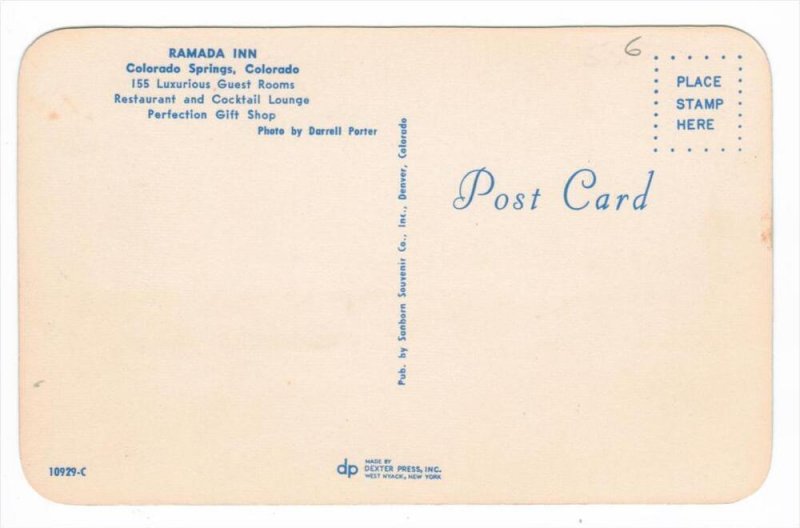 RAMADA INN
Colorado Springs, Colorado
155 Luxurious Guest Rooms
Restaurant and Cocktail Lounge
Perfection Gift Shop
Photo by Darrell Porter
Pub. by Sanborn Souvenir Co., Inc., Denver, Colorado
6
PLACE
STAMP
HERE
Post Card
10929-C
dp
MADE BY
DEXTER PRESS, INC.
WEST NYACK, NEW YORK